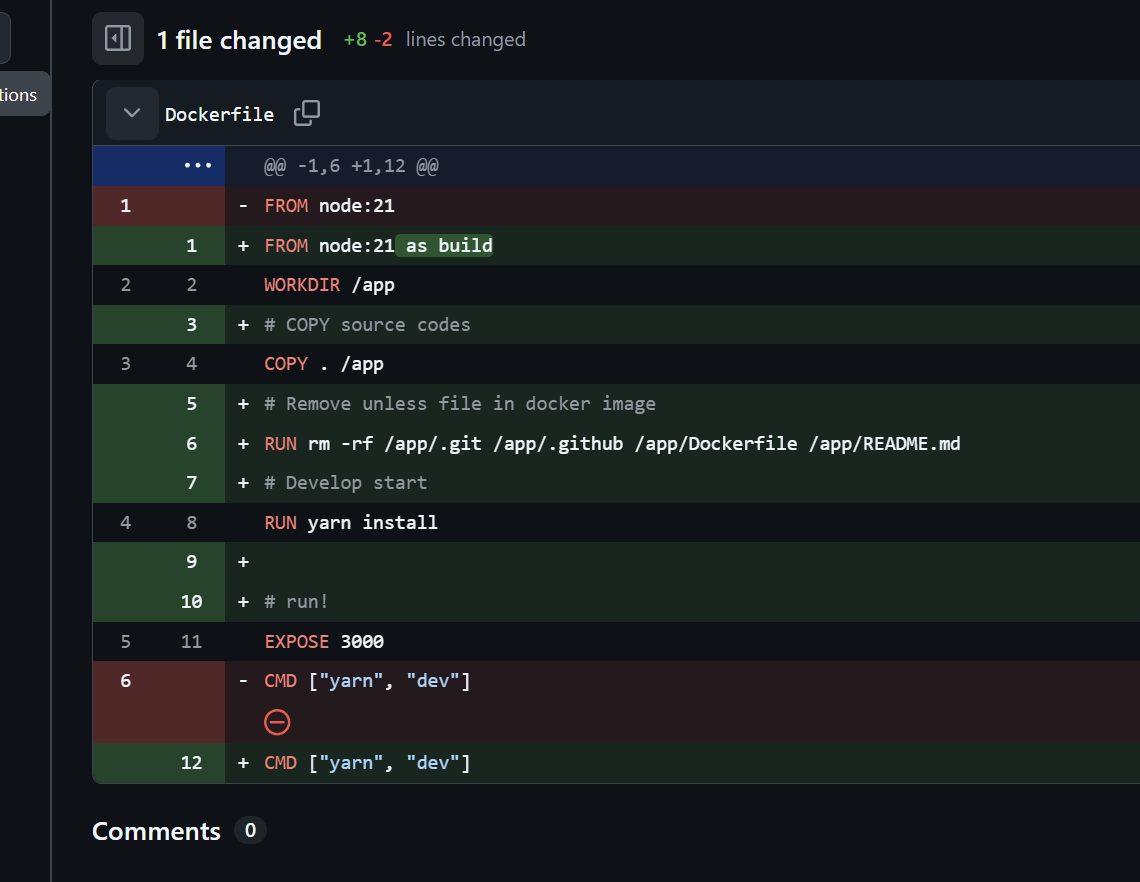 1 file changed +8 -2 lines changed
tions
Dockerfile
@@ -1,6 +1,12 @@
1 - FROM node:21
1 + FROM node:21 as build
2 2 WORKDIR /app
3 + # COPY source codes
3 4 COPY . /app
5 + # Remove unless file in docker image
6 + RUN rm -rf /app/.git /app/.github /app/Dockerfile /app/README.md
7 + # Develop start
4 8 RUN yarn install
9 +
10 + # run!
5 11 EXPOSE 3000
6 - CMD ["yarn", "dev"]
12 + CMD ["yarn", "dev"]
Comments 0